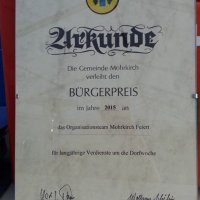 Urkunde
Die Gemeinde Mohrkirch
verleiht den
BÜRGERPREIS
im Jahre 2015 an
das Organisationsteam Mohrkirch Feiert
für langjährige Verdienste um die Dorfwoche